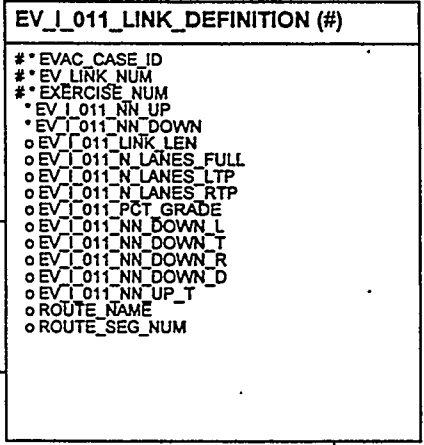 EV_I_011_LINK_DEFINITION (#)
#*EVAC_CASE_ID
#*EV_LINK_NUM
#*EXERCISE_NUM
*EV_I_011_NN_UP
*EV_I_011_NN_DOWN
o EV_I_011_LINK_LEN
o EV_I_011_N_LANES_FULL
o EV_I_011_N_LANES_LTP
o EV_I_011_N_LANES_RTP
o EV_I_011_PCT_GRADE
o EV_I_011_NN_DOWN_L
o EV_I_011_NN_DOWN_T
o EV_I_011_NN_DOWN_R
o EV_I_011_NN_DOWN_D
o EV_I_011_NN_UP_T
o ROUTE_NAME
o ROUTE_SEG_NUM